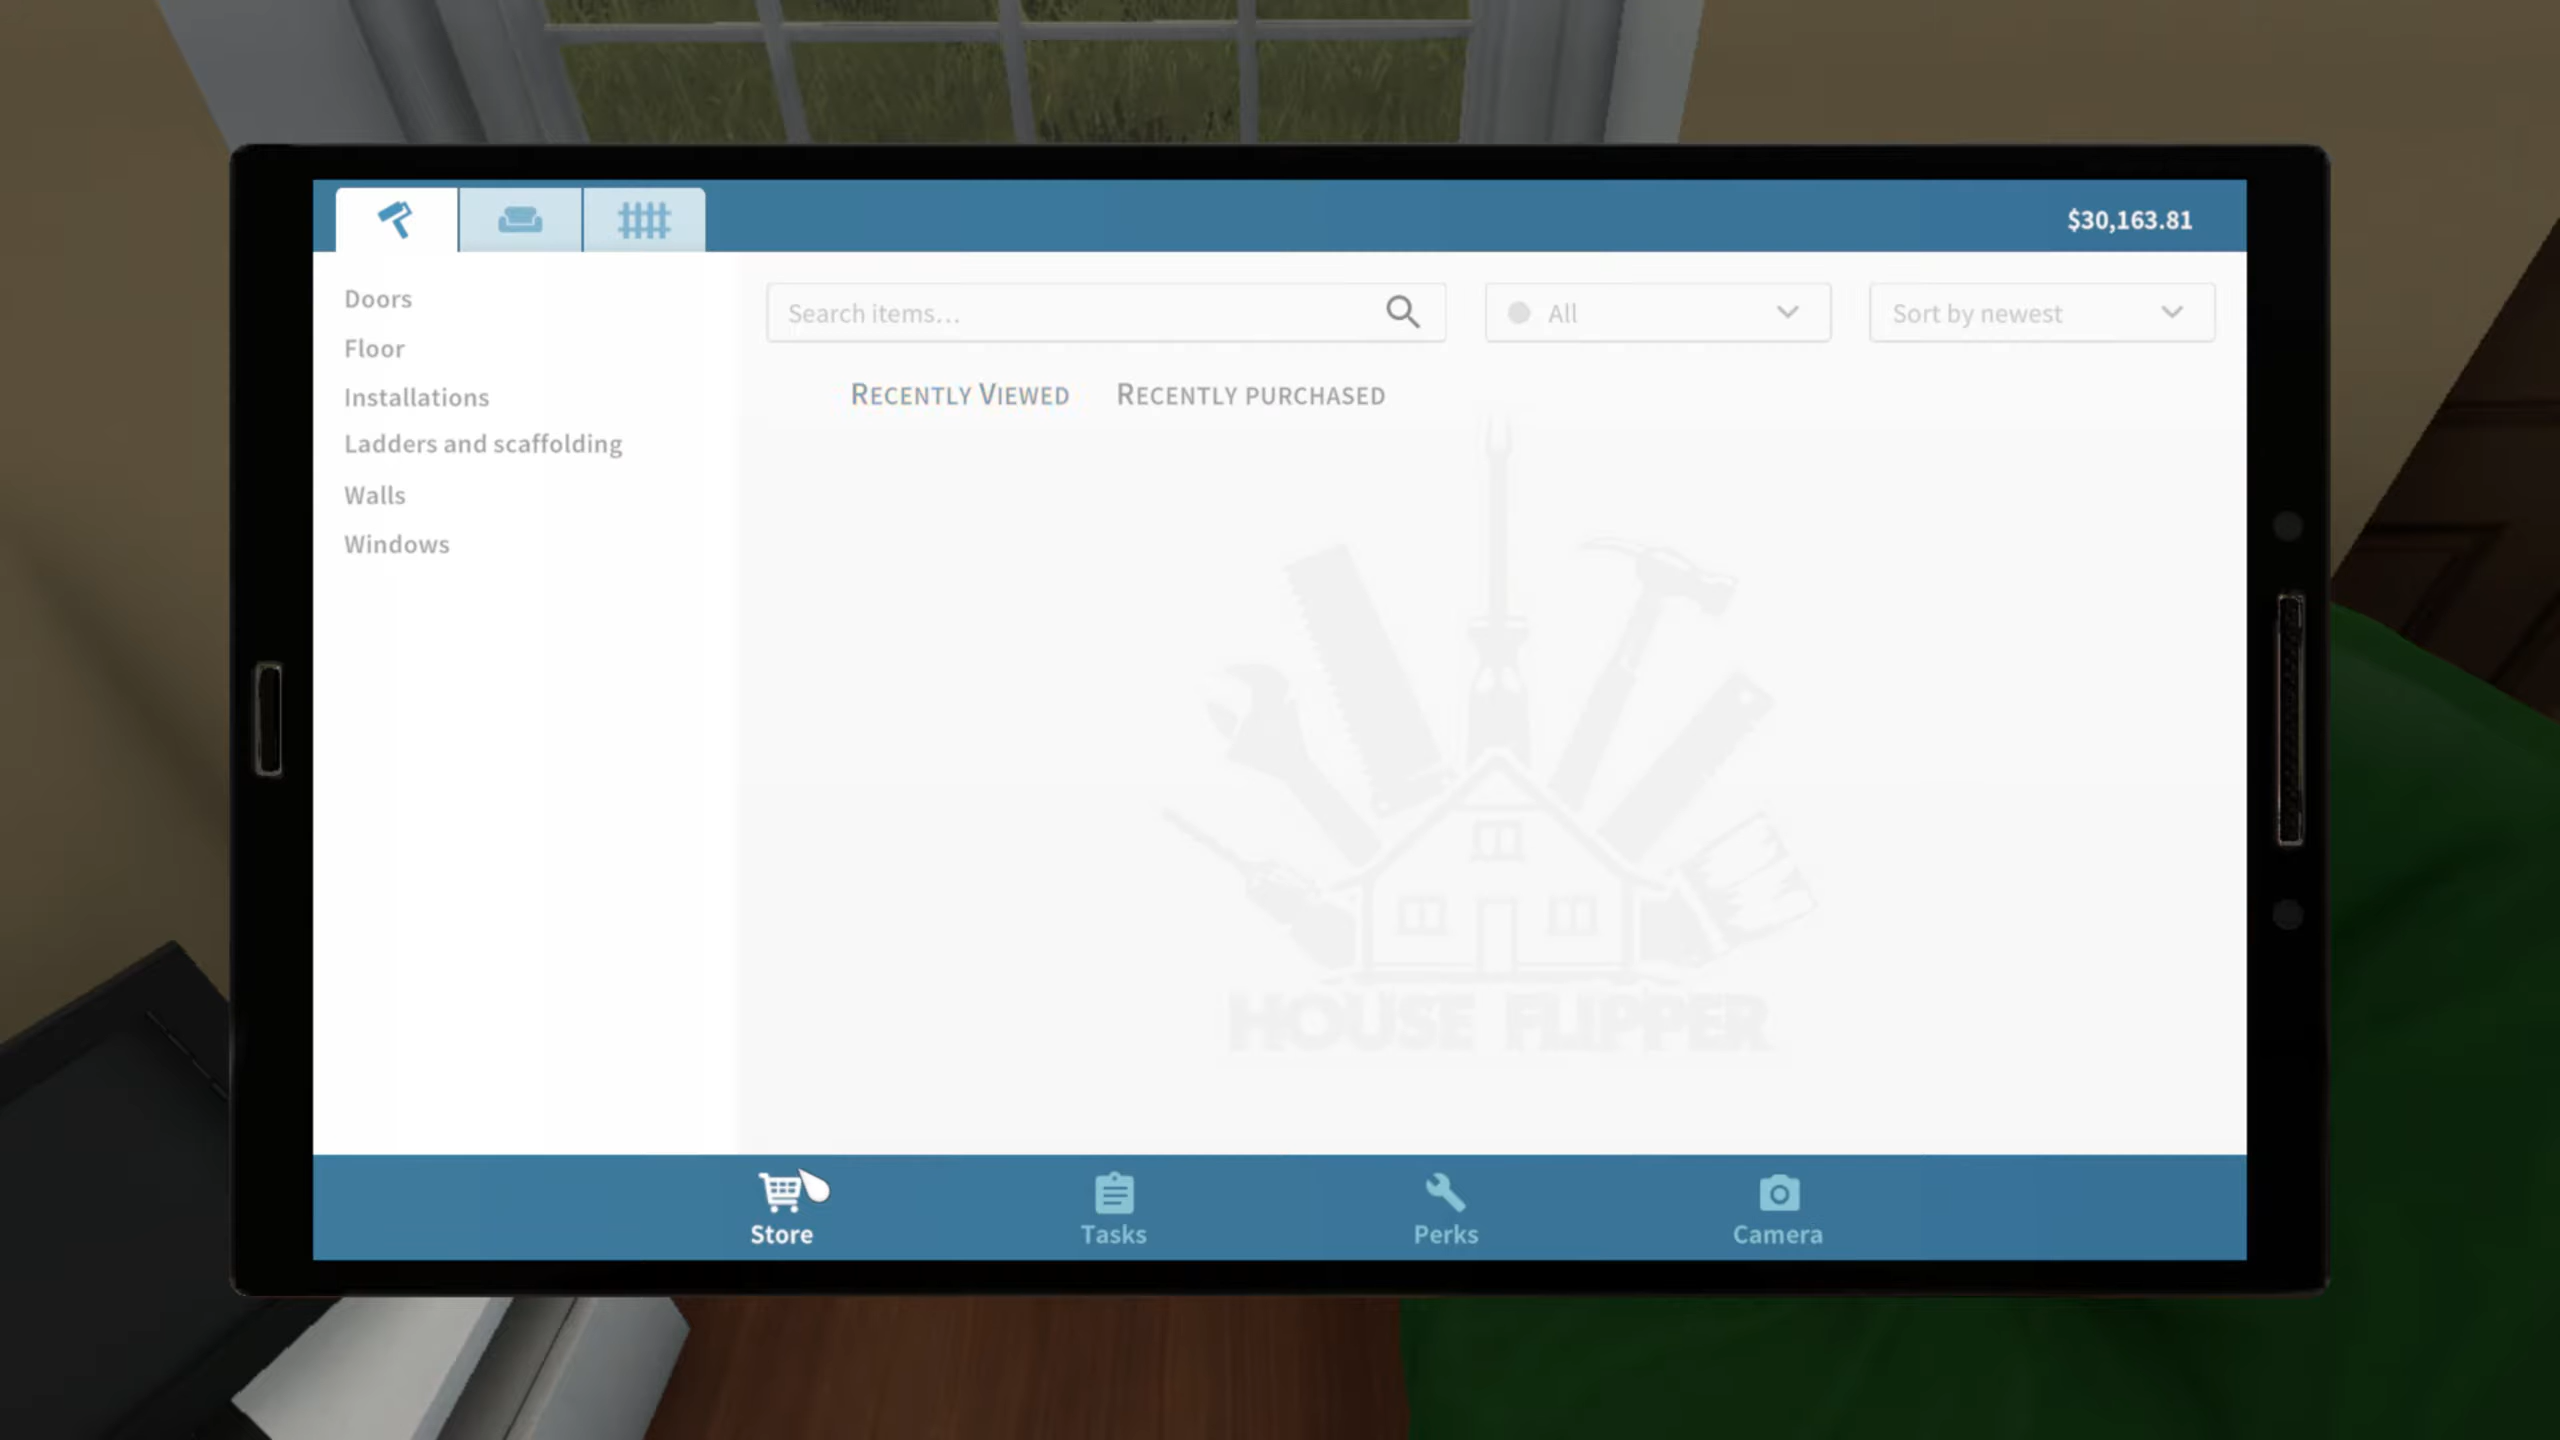 $30,163.81
Doors
Floor
Installations
Ladders and scaffolding
Walls
Windows
Search items...
All
Sort by newest
RECENTLY VIEWED
RECENTLY PURCHASED
HOUSE FLIPPER
Store
Tasks
Perks
Camera